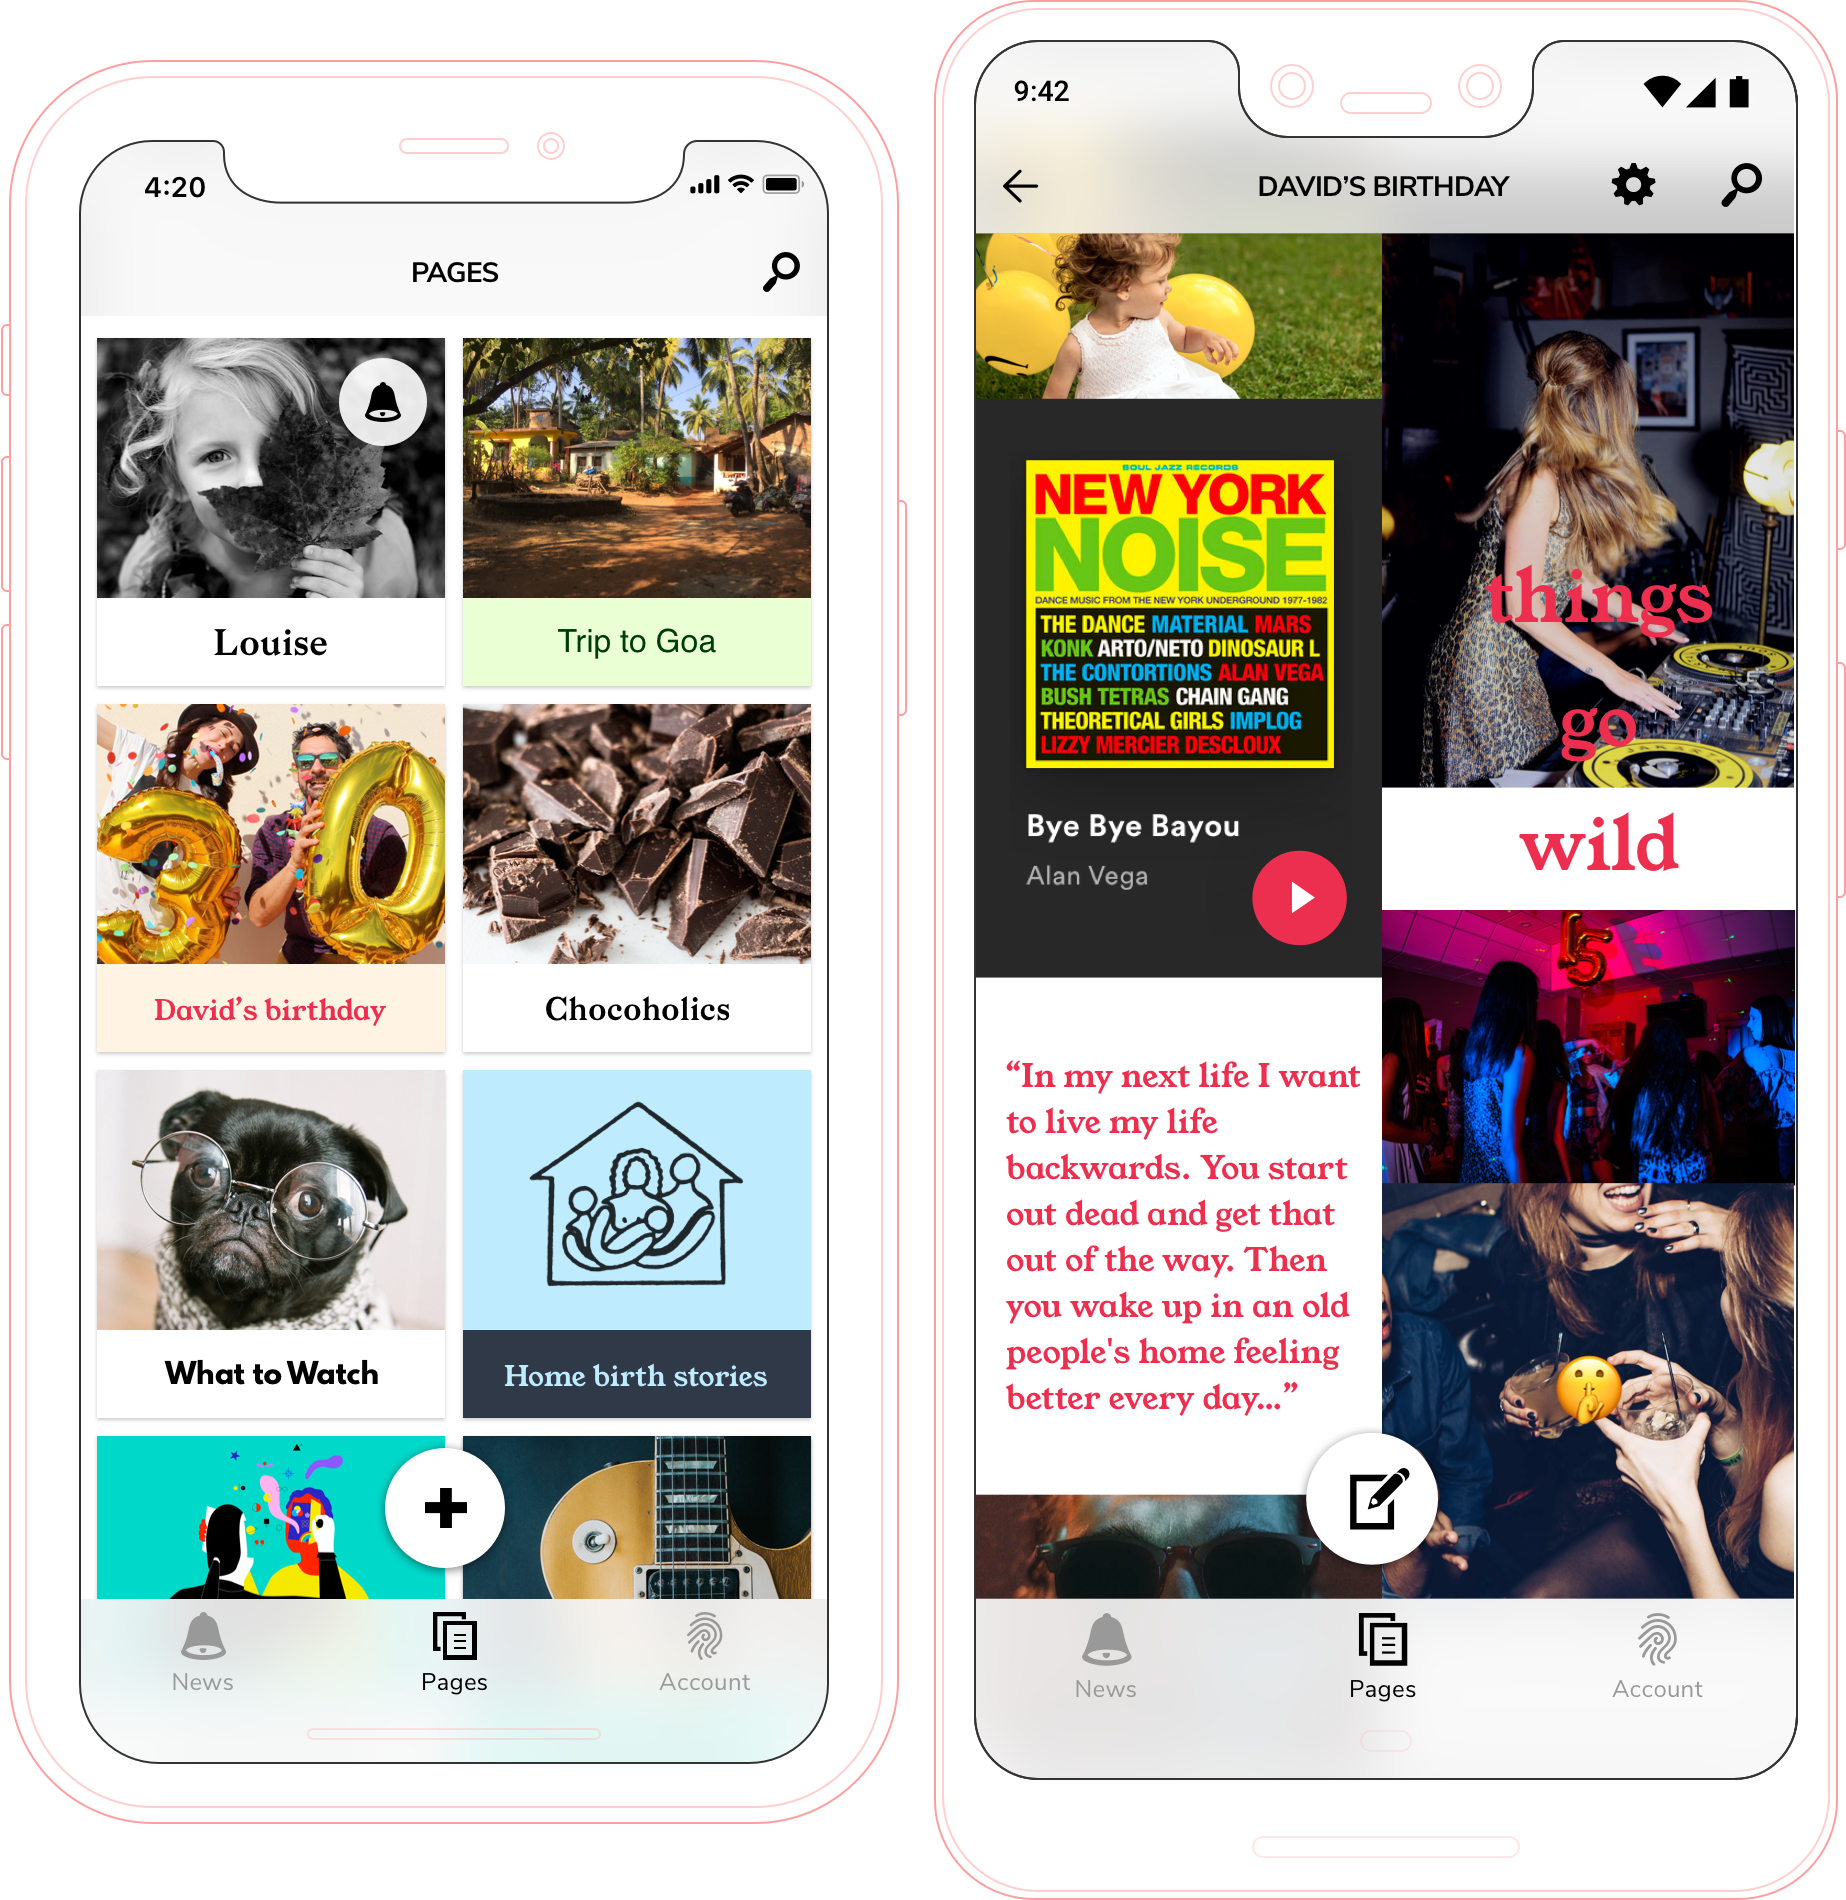 4:20
PAGES
Louise
Trip to Goa
30
David’s birthday
Chocoholics
What to Watch
Home birth stories
News
Pages
Account
9:42
DAVID’S BIRTHDAY
SOUL JAZZ RECORDS
NEW YORK
NOISE
DANCE MUSIC FROM THE NEW YORK UNDERGROUND 1977-1982
THE DANCE MATERIAL MARS
KONK ARTO/NETO DINOSAUR L
THE CONTORTIONS ALAN VEGA
BUSH TETRAS CHAIN GANG
THEORETICAL GIRLS IMPLOG
LIZZY MERCIER DESCLOUX
Bye Bye Bayou
Alan Vega
“In my next life I want
to live my life
backwards. You start
out dead and get that
out of the way. Then
you wake up in an old
people's home feeling
better every day...”
things
go
wild
15
News
Pages
Account